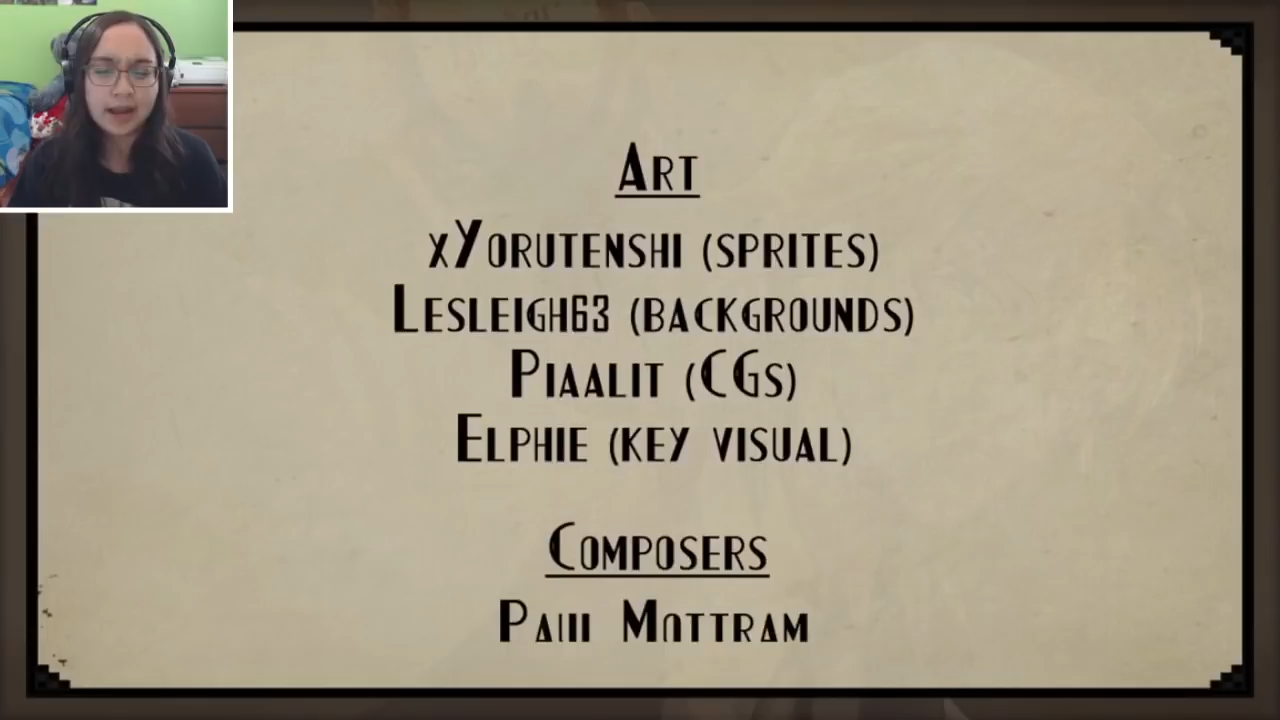 Art
xYorutenshi (sprites)
Lesleigh63 (backgrounds)
Piaalit (CGs)
Elphie (key visual)
Composers
Paul Mottram